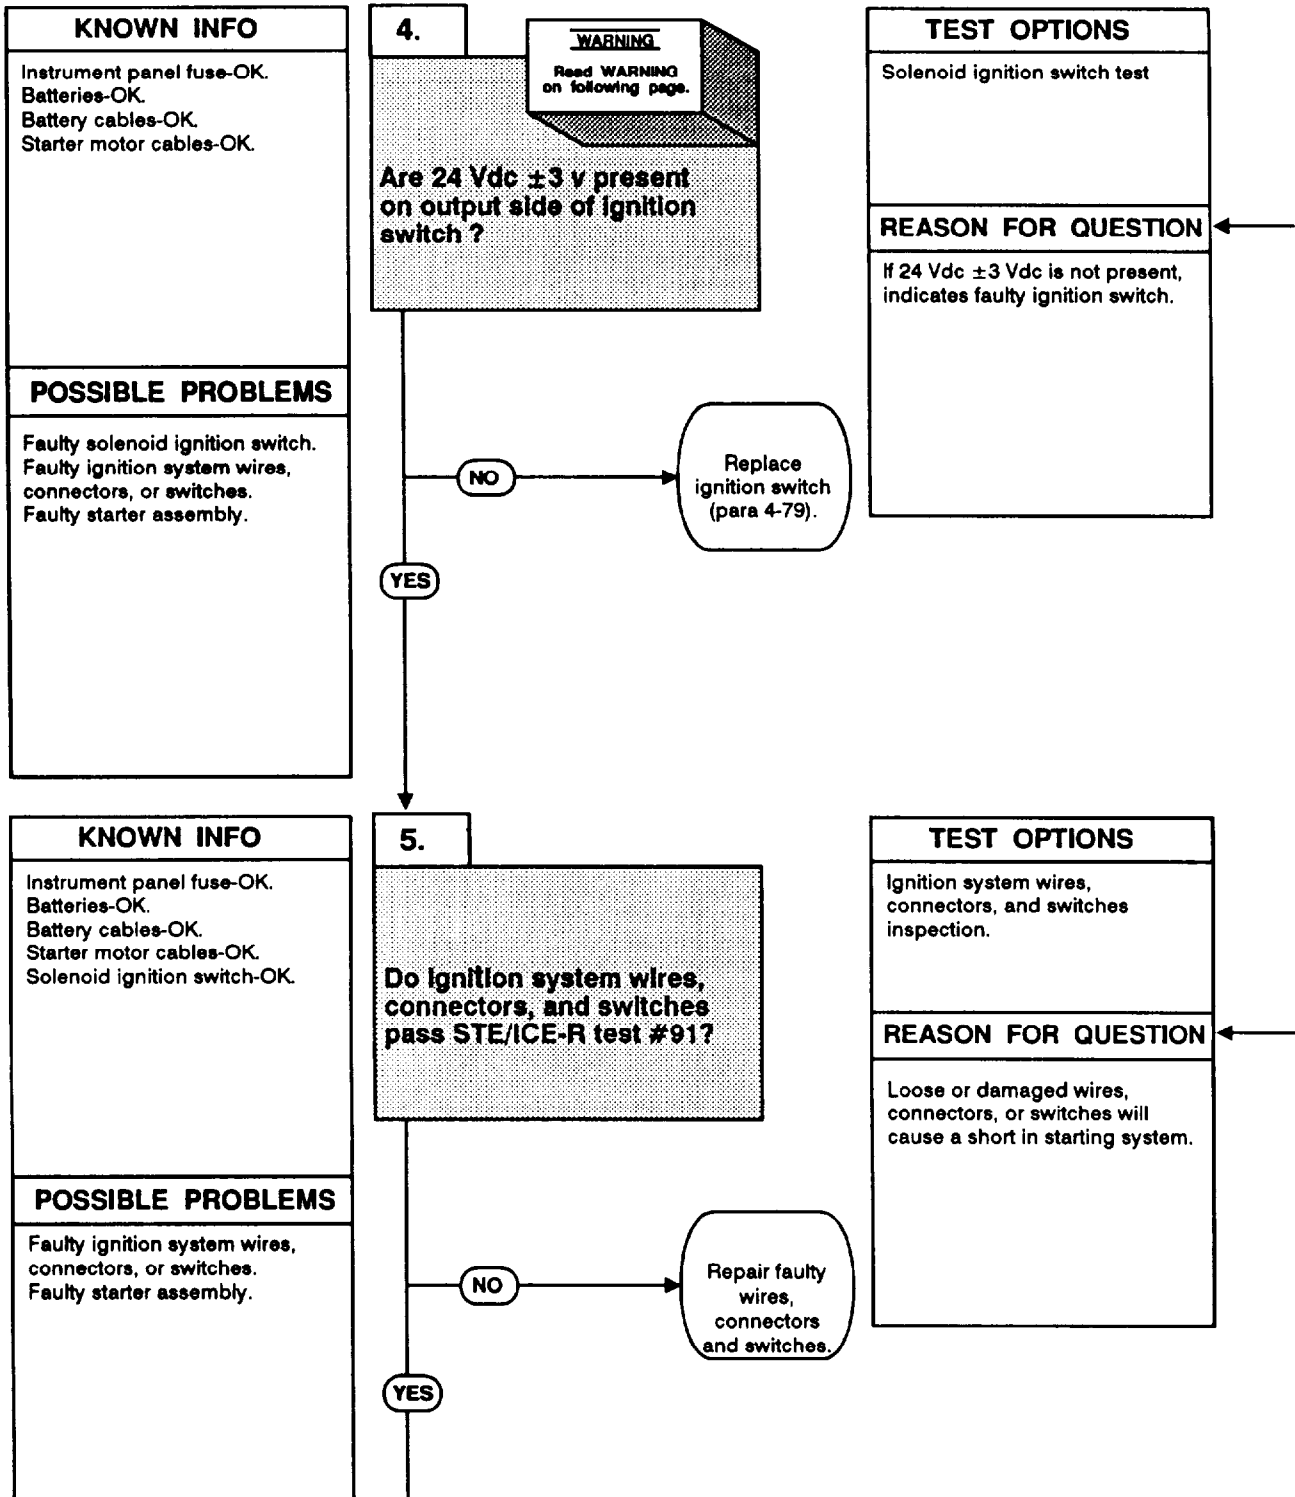 KNOWN INFO
Instrument panel fuse-OK.
Batteries-OK.
Battery cables-OK.
Starter motor cables-OK.
POSSIBLE PROBLEMS
Faulty solenoid ignition switch.
Faulty ignition system wires,
connectors, or switches.
Faulty starter assembly.
4.
WARNING
Read WARNING
on following page.
Are 24 Vdc ±3 v present
on output side of ignition
switch ?
NO
Replace
ignition switch
(para 4-79).
YES
TEST OPTIONS
Solenoid ignition switch test
REASON FOR QUESTION
If 24 Vdc ±3 Vdc is not present,
indicates faulty ignition switch.
KNOWN INFO
Instrument panel fuse-OK.
Batteries-OK.
Battery cables-OK.
Starter motor cables-OK.
Solenoid ignition switch-OK.
POSSIBLE PROBLEMS
Faulty ignition system wires,
connectors, or switches.
Faulty starter assembly.
5.
Do ignition system wires,
connectors, and switches
pass STE/ICE-R test #91?
NO
Repair faulty
wires,
connectors
and switches.
YES
TEST OPTIONS
Ignition system wires,
connectors, and switches
inspection.
REASON FOR QUESTION
Loose or damaged wires,
connectors, or switches will
cause a short in starting system.